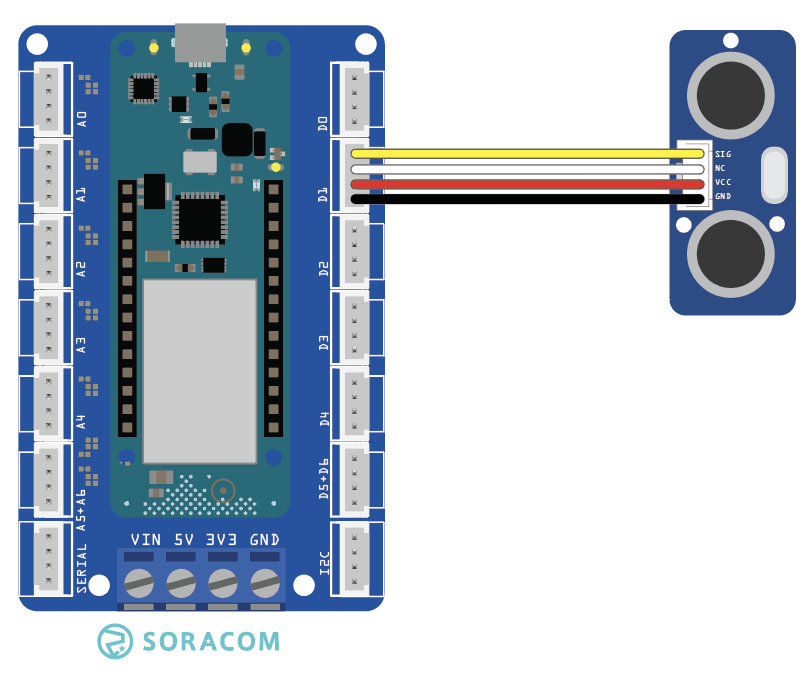 A0
A1
A2
A3
A4
A5+A6
SERIAL
D0
D1
D2
D3
D4
D5+D6
I2C
VIN 5V 3V3 GND
SIG
NC
VCC
GND
SORACOM